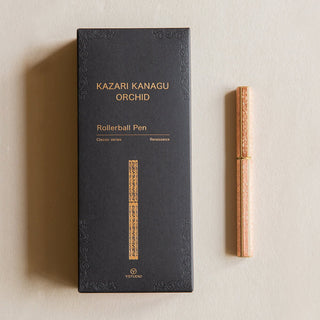 KAZARI KANAGU
ORCHID
Rollerball Pen
Classic series Renaissance